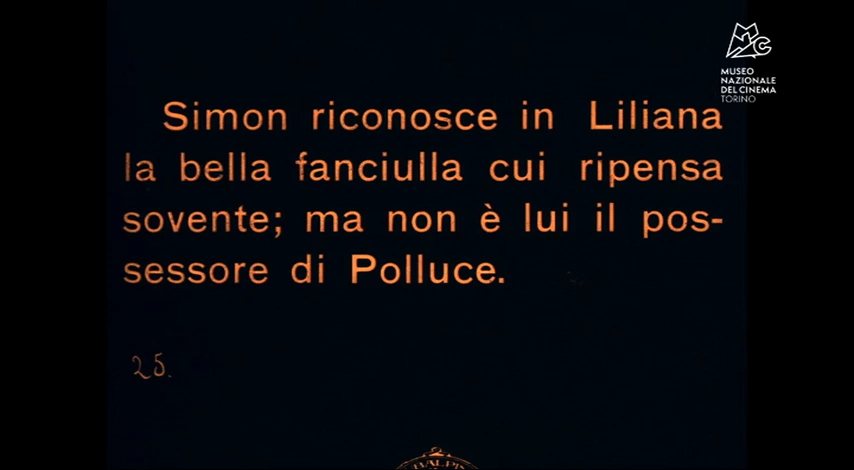 Simon riconosce in Liliana
la bella fanciulla cui ripensa
sovente; ma non è lui il pos-
sessore di Polluce.
25.
MUSEO
NAZIONALE
DEL CINEMA
TORINO